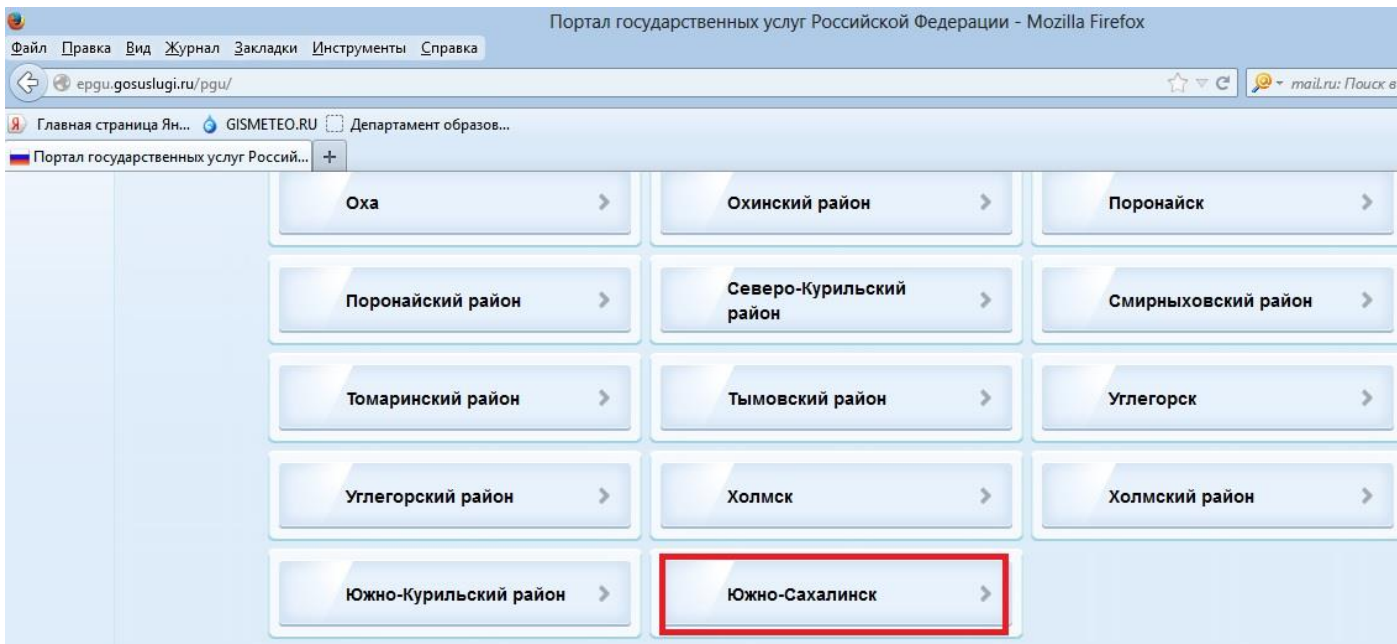 Портал государственных услуг Российской Федерации - Mozilla Firefox
Файл Правка Вид Журнал Закладки Инструменты Справка
epgu.gosuslugi.ru/pgu/ mail.ru: Поиск в
Я Главная страница Ян... GISMETEO.RU Департамент образов...
Портал государственных услуг Россий... +
Оха Охинский район Поронайск
Поронайский район Северо-Курильский район Смирныховский район
Томаринский район Тымовский район Углегорск
Углегорский район Холмск Холмский район
Южно-Курильский район Южно-Сахалинск